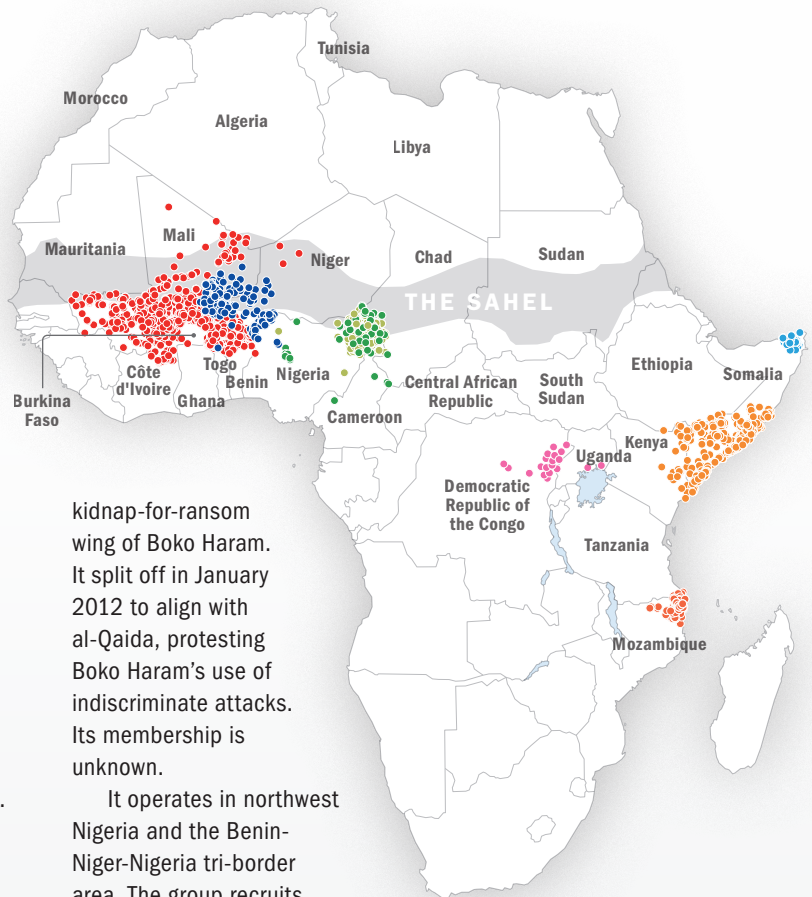 Tunisia
Morocco
Algeria
Libya
Mauritania
Mali
Niger
Chad
Sudan
THE SAHEL
Burkina
Faso
Côte
d'Ivoire
Ghana
Togo
Benin
Nigeria
Cameroon
Central African
Republic
South
Sudan
Ethiopia
Somalia
Kenya
Uganda
Democratic
Republic of
the Congo
Tanzania
Mozambique
kidnap-for-ransom
wing of Boko Haram.
It split off in January
2012 to align with
al-Qaida, protesting
Boko Haram’s use of
indiscriminate attacks.
Its membership is
unknown.
.
It operates in northwest
Nigeria and the Benin-
Niger-Nigeria tri-border
area. The group recruits